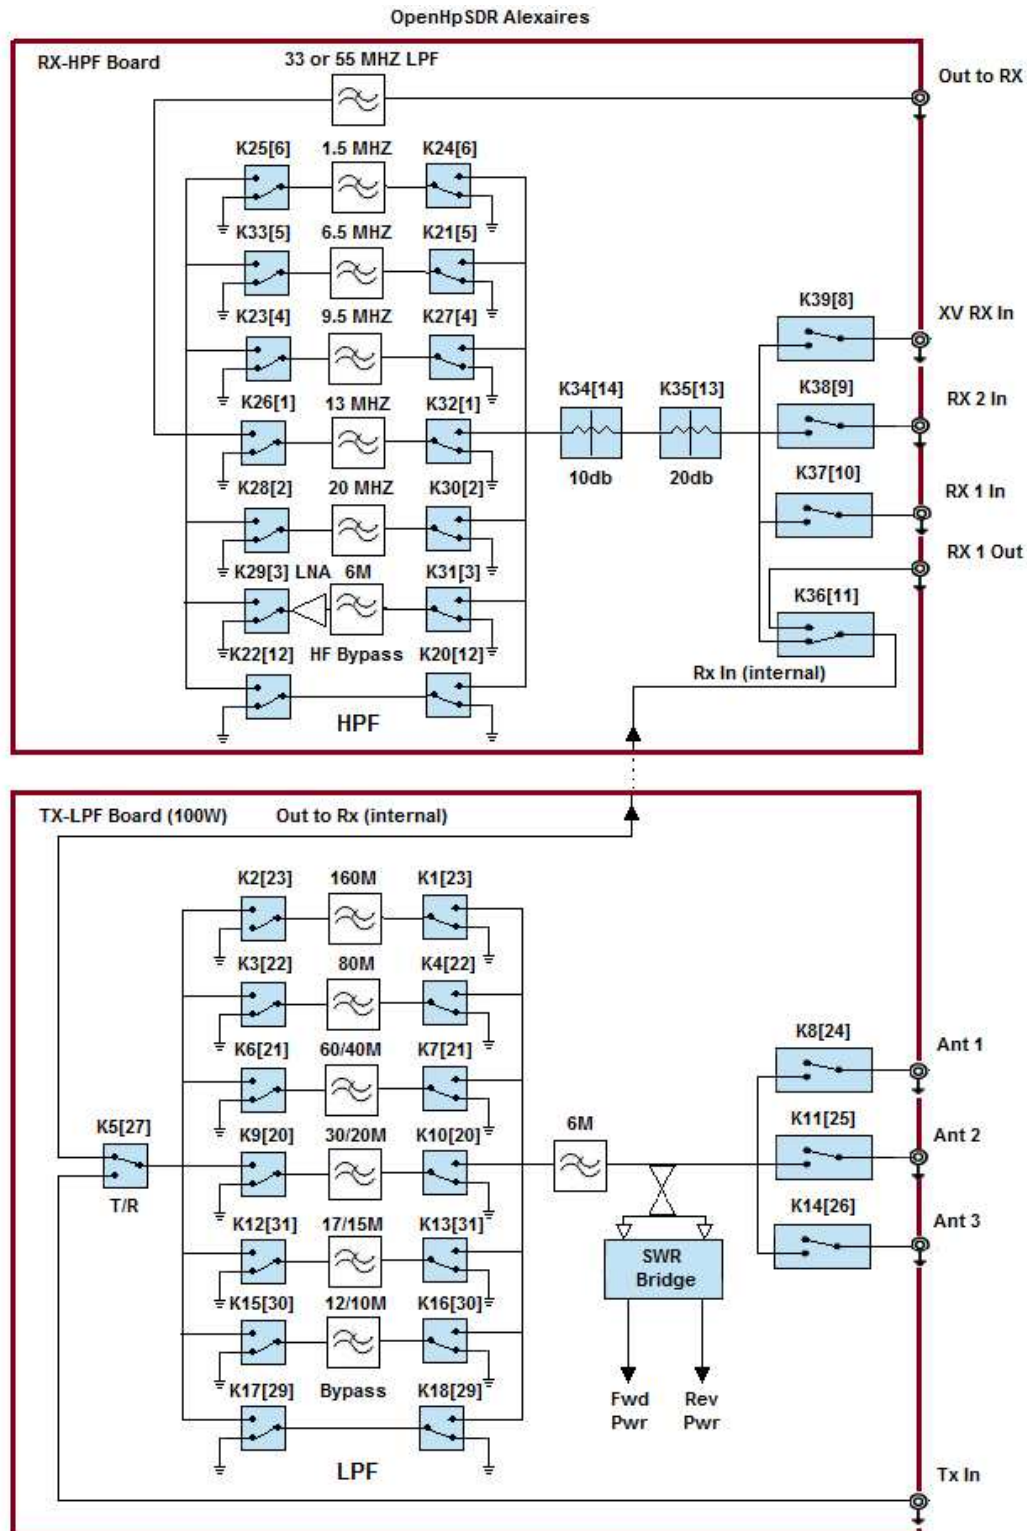 OpenHpSDR Alexaires
RX-HPF Board
33 or 55 MHZ LPF
Out to RX
K25[6] 1.5 MHZ K24[6]
K33[5] 6.5 MHZ K21[5]
K23[4] 9.5 MHZ K27[4]
K26[1] 13 MHZ K32[1]
K28[2] 20 MHZ K30[2]
K29[3] LNA 6M K31[3]
K22[12] HF Bypass K20[12]
HPF
K34[14] K35[13]
10db 20db
K39[8]
XV RX In
K38[9]
RX 2 In
K37[10]
RX 1 In
RX 1 Out
K36[11]
Rx In (internal)
TX-LPF Board (100W) Out to Rx (internal)
K2[23] 160M K1[23]
K3[22] 80M K4[22]
K6[21] 60/40M K7[21]
K5[27]
T/R
K9[20] 30/20M K10[20]
K12[31] 17/15M K13[31]
K15[30] 12/10M K16[30]
K17[29] Bypass K18[29]
LPF
6M
SWR
Bridge
Fwd
Pwr
Rev
Pwr
K8[24]
Ant 1
K11[25]
Ant 2
K14[26]
Ant 3
Tx In